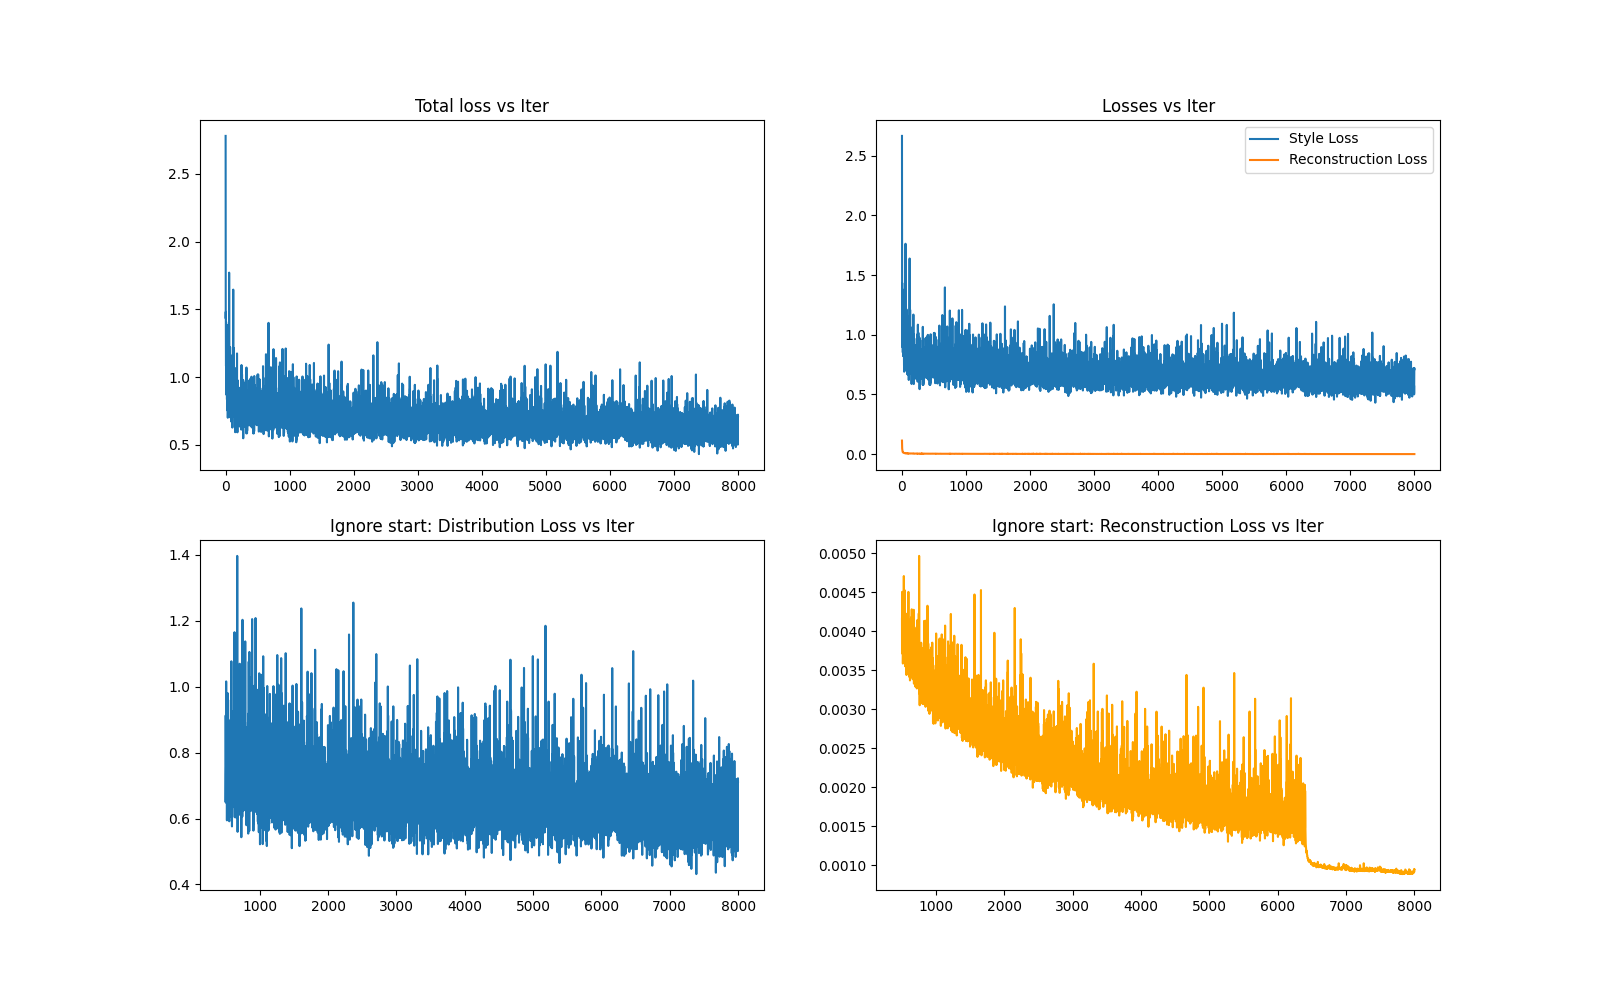 Total loss vs Iter
2.5
2.0
1.5
1.0
0.5
0 1000 2000 3000 4000 5000 6000 7000 8000
Losses vs Iter
Style Loss
Reconstruction Loss
2.5
2.0
1.5
1.0
0.5
0.0
0 1000 2000 3000 4000 5000 6000 7000 8000
Ignore start: Distribution Loss vs Iter
1.4
1.2
1.0
0.8
0.6
0.4
1000 2000 3000 4000 5000 6000 7000 8000
Ignore start: Reconstruction Loss vs Iter
0.0050
0.0045
0.0040
0.0035
0.0030
0.0025
0.0020
0.0015
0.0010
1000 2000 3000 4000 5000 6000 7000 8000